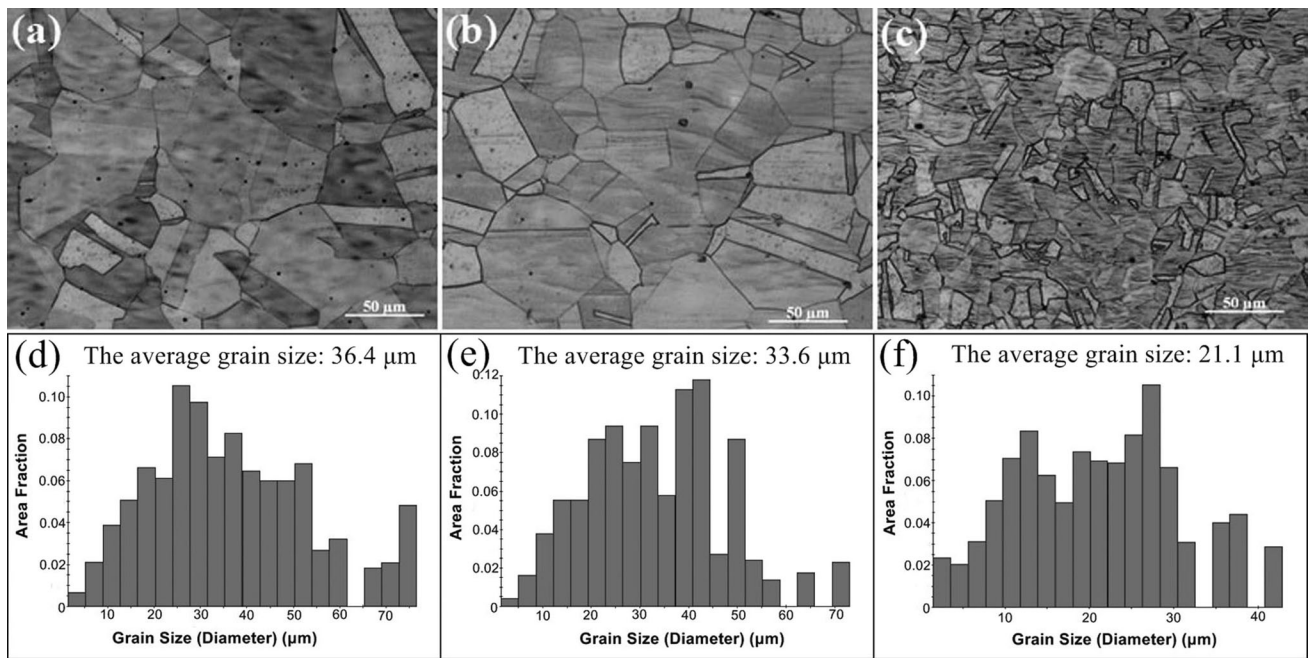 (a)
(b)
(c)
50 µm
50 µm
50 µm
(d) The average grain size: 36.4 µm
0.10
0.08
0.06
0.04
0.02
0
Area Fraction
10 20 30 40 50 60 70
Grain Size (Diameter) (µm)
(e) The average grain size: 33.6 µm
0.12
0.10
0.08
0.06
0.04
0.02
0
Area Fraction
10 20 30 40 50 60 70
Grain Size (Diameter) (µm)
(f) The average grain size: 21.1 µm
0.10
0.08
0.06
0.04
0.02
0
Area Fraction
10 20 30 40
Grain Size (Diameter) (µm)